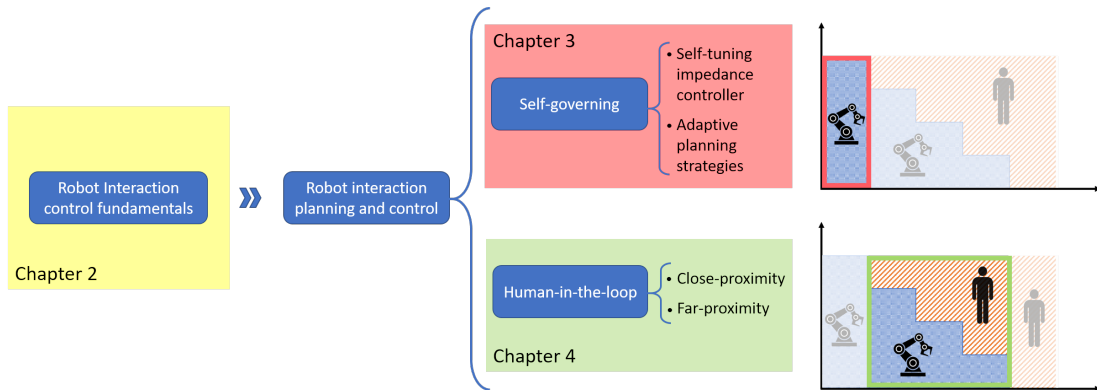 Robot Interaction
control fundamentals
Chapter 2
Robot interaction
planning and control
Chapter 3
Self-governing
• Self-tuning
impedance
controller
• Adaptive
planning
strategies
Human-in-the-loop
• Close-proximity
• Far-proximity
Chapter 4